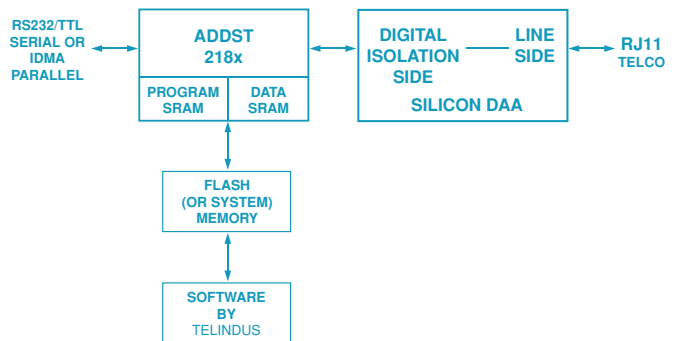 RS232/TTL
SERIAL OR
IDMA
PARALLEL
ADDST
218x
PROGRAM
SRAM
DATA
SRAM
DIGITAL
ISOLATION
SIDE
LINE
SIDE
SILICON DAA
RJ11
TELCO
FLASH
(OR SYSTEM)
MEMORY
SOFTWARE
BY
TELINDUS